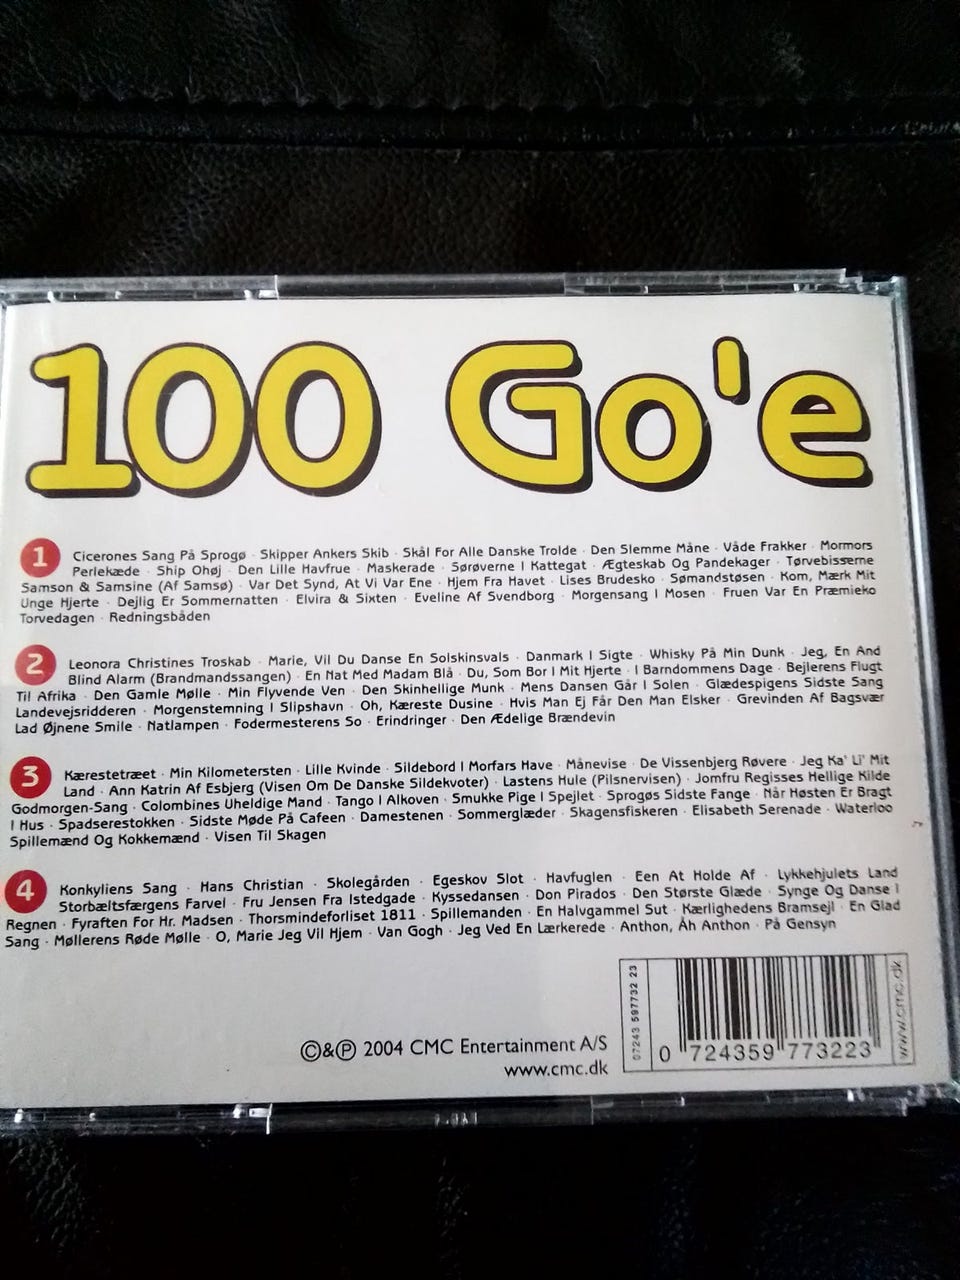 100 Go'e
1 Cicerones Sang På Sprogø · Skipper Ankers Skib · Skål For Alle Danske Trolde · Den Slemme Måne · Våde Frakker · Mormors
Perlekæde · Ship Ohøj · Den Lille Havfrue · Maskerade · Sørøverne I Kattegat · Ægteskab Og Pandekager · Tørvebisserne
Samson & Samsine (Af Samsø) · Var Det Synd, At Vi Var Ene · Hjem Fra Havet · Lises Brudesko · Sømandstøsen · Kom, Mærk Mit
Unge Hjerte · Dejlig Er Sommernatten · Elvira & Sixten · Eveline Af Svendborg · Morgensang I Mosen · Fruen Var En Præmieko
Torvedagen · Redningsbåden
2 Leonora Christines Troskab · Marie, Vil Du Danse En Solskinsvals · Danmark I Sigte · Whisky På Min Dunk · Jeg, En And
Blind Alarm (Brandmandssangen) · En Nat Med Madam Blå · Du, Som Bor I Mit Hjerte · I Barndommens Dage · Bejlerens Flugt
Til Afrika · Den Gamle Mølle · Min Flyvende Ven · Den Skinhellige Munk · Mens Dansen Går I Solen · Glædespigens Sidste Sang
Landevejsridderen · Morgenstemning I Slipshavn · Oh, Kæreste Dusine · Hvis Man Ej Får Den Man Elsker · Grevinden Af Bagsvær
Lad Øjnene Smile · Natlampen · Fodermesterens So · Erindringer · Den Ædelige Brændevin
3 Kærestetræet · Min Kilometersten · Lille Kvinde · Sildebord I Morfars Have · Månevise · De Vissenbjerg Røvere · Jeg Ka' Li' Mit
Land · Ann Katrin Af Esbjerg (Visen Om De Danske Sildekvoter) · Lastens Hule (Pilsnervisen) · Jomfru Regisses Hellige Kilde
Godmorgen-Sang · Colombines Uheldige Mand · Tango I Alkoven · Smukke Pige I Spejlet · Sprogøs Sidste Fange · Når Høsten Er Bragt
I Hus · Spadserestokken · Sidste Møde På Cafeen · Damestenen · Sommerglæder · Skagensfiskeren · Elisabeth Serenade · Waterloo
Spillemænd Og Kokkemænd · Visen Til Skagen
4 Konkyliens Sang · Hans Christian · Skolegården · Egeskov Slot · Havfuglen · Een At Holde Af · Lykkehjulets Land
Storbæltsfærgens Farvel · Fru Jensen Fra Istedgade · Kyssedansen · Don Pirados · Den Største Glæde · Synge Og Danse I
Regnen · Fyraften For Hr. Madsen · Thorsmindeforliset 1811 · Spillemanden · En Halvgammel Sut · Kærlighedens Bramsejl · En Glad
Sang · Møllerens Røde Mølle · O, Marie Jeg Vil Hjem · Van Gogh · Jeg Ved En Lærkerede · Anthon, Åh Anthon · På Gensyn
©&℗ 2004 CMC Entertainment A/S
www.cmc.dk
07243 597732 23
0 724359 773223
www.cmc.dk